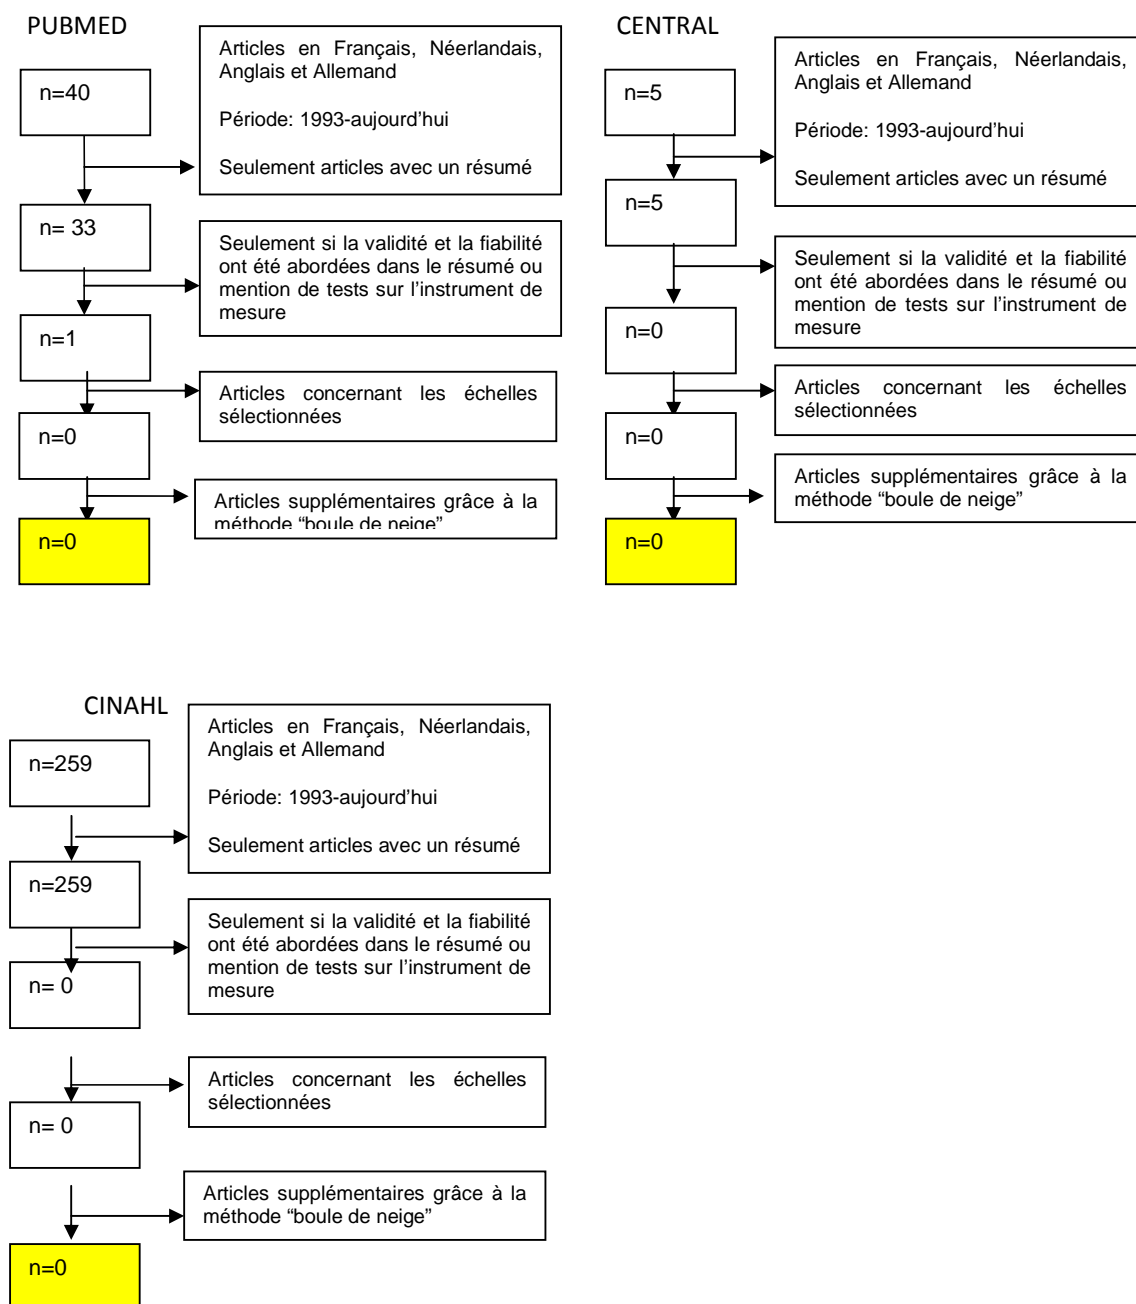 PUBMED
n=40
Articles en Français, Néerlandais,
Anglais et Allemand
Période: 1993-aujourd'hui
Seulement articles avec un résumé
n= 33
Seulement si la validité et la fiabilité
ont été abordées dans le résumé ou
mention de tests sur l'instrument de
mesure
n=1
Articles concernant les échelles
sélectionnées
n=0
Articles supplémentaires grâce à la
méthode “boule de neige”
n=0
CENTRAL
n=5
Articles en Français, Néerlandais,
Anglais et Allemand
Période: 1993-aujourd'hui
Seulement articles avec un résumé
n=5
Seulement si la validité et la fiabilité
ont été abordées dans le résumé ou
mention de tests sur l'instrument de
mesure
n=0
Articles concernant les échelles
sélectionnées
n=0
Articles supplémentaires grâce à la
méthode “boule de neige”
n=0
CINAHL
n=259
Articles en Français, Néerlandais,
Anglais et Allemand
Période: 1993-aujourd'hui
Seulement articles avec un résumé
n=259
Seulement si la validité et la fiabilité
ont été abordées dans le résumé ou
mention de tests sur l'instrument de
mesure
n= 0
Articles concernant les échelles
sélectionnées
n= 0
Articles supplémentaires grâce à la
méthode “boule de neige”
n=0